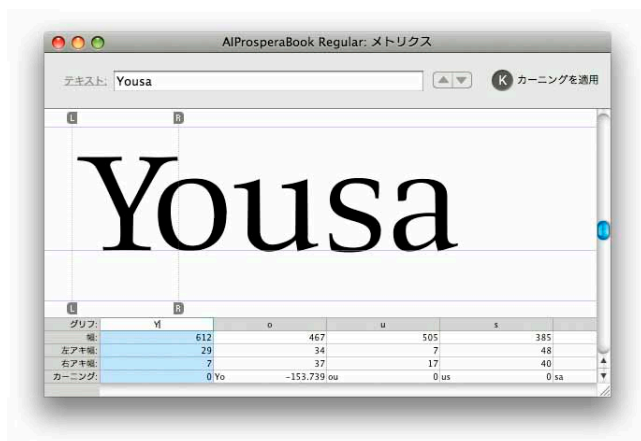 AIProsperaBook Regular: メトリクス
テキスト: Yousa K カーニングを適用
L R
Yousa
L R
グリフ: Y o u s
幅: 612 467 505 385
左アキ幅: 29 34 7 48
右アキ幅: 7 37 17 40
カーニング: 0 Yo -153.739 ou 0 us 0 sa